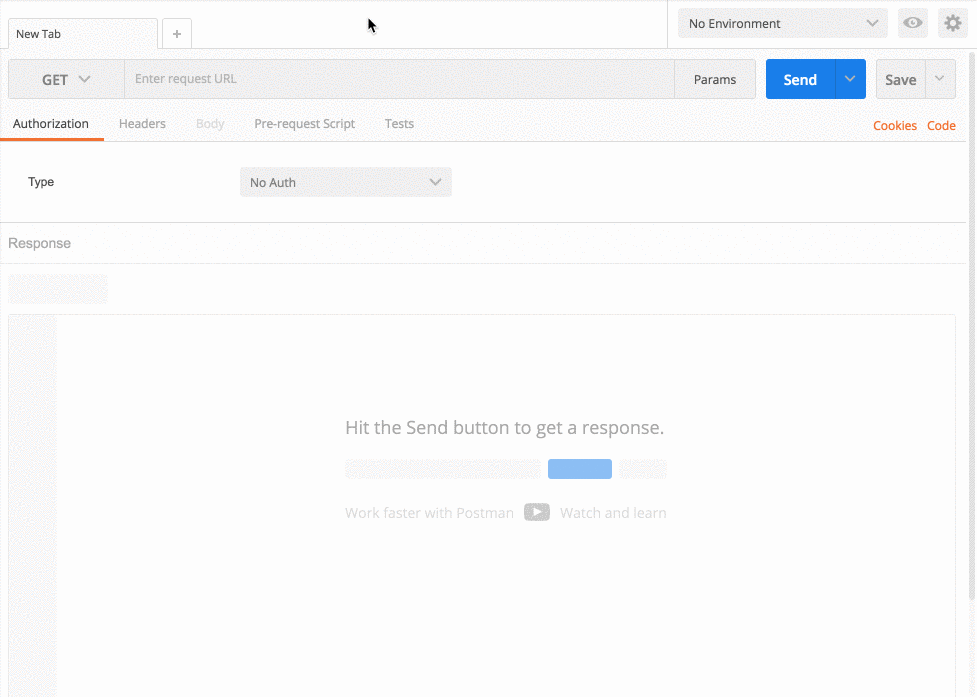 New Tab + No Environment
GET Enter request URL Params Send Save
Authorization Headers Body Pre-request Script Tests Cookies Code
Type No Auth
Response
Hit the Send button to get a response.
Work faster with Postman Watch and learn